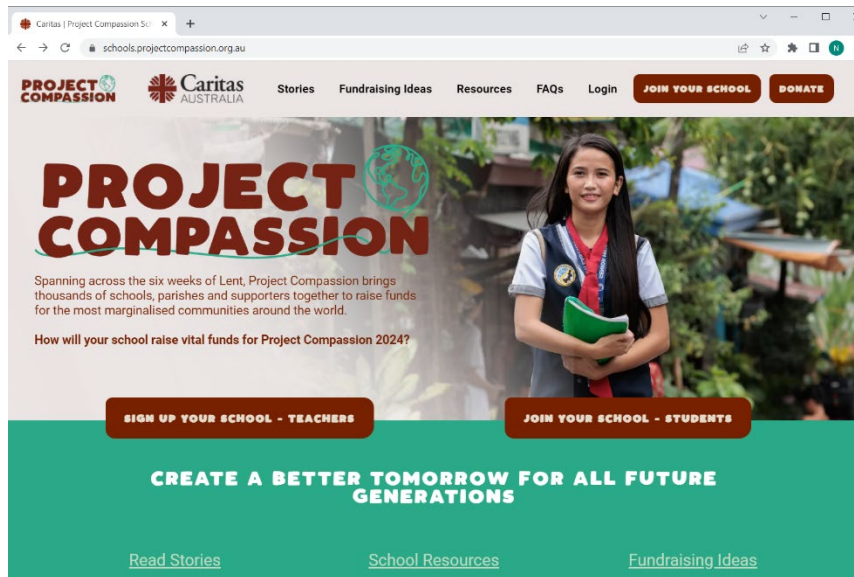 Caritas | Project Compassion Sc
schools.projectcompassion.org.au
N
PROJECT
COMPASSION
Caritas
AUSTRALIA
Stories
Fundraising Ideas
Resources
FAQs
Login
JOIN YOUR SCHOOL
DONATE
PROJECT
COMPASSION
Spanning across the six weeks of Lent, Project Compassion brings
thousands of schools, parishes and supporters together to raise funds
for the most marginalised communities around the world.
How will your school raise vital funds for Project Compassion 2024?
SIGN UP YOUR SCHOOL - TEACHERS
JOIN YOUR SCHOOL - STUDENTS
CREATE A BETTER TOMORROW FOR ALL FUTURE
GENERATIONS
Read Stories
School Resources
Fundraising Ideas